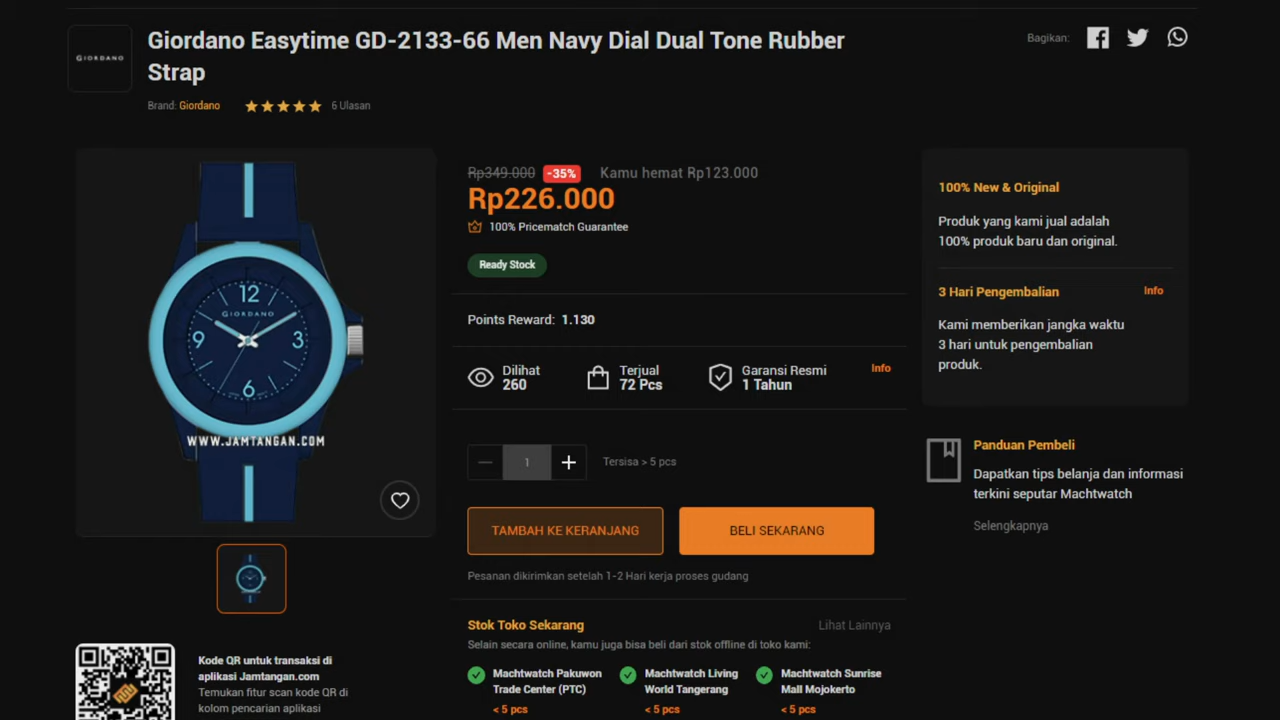 GIORDANO
Giordano Easytime GD-2133-66 Men Navy Dial Dual Tone Rubber
Strap
Brand: Giordano
6 Ulasan
Bagikan:
12
GIORDANO
9
3
6
WWW.JAMTANGAN.COM
Rp349.000 -35% Kamu hemat Rp123.000
Rp226.000
100% Pricematch Guarantee
Ready Stock
Points Reward: 1.130
Dilihat
260
Terjual
72 Pcs
Garansi Resmi
1 Tahun
Info
1
Tersisa > 5 pcs
TAMBAH KE KERANJANG
BELI SEKARANG
Pesanan dikirimkan setelah 1-2 Hari kerja proses gudang
Stok Toko Sekarang
Lihat Lainnya
Selain secara online, kamu juga bisa beli dari stok offline di toko kami:
Machtwatch Pakuwon
Trade Center (PTC)
< 5 pcs
Machtwatch Living
World Tangerang
< 5 pcs
Machtwatch Sunrise
Mall Mojokerto
< 5 pcs
100% New & Original
Produk yang kami jual adalah
100% produk baru dan original.
3 Hari Pengembalian
Info
Kami memberikan jangka waktu
3 hari untuk pengembalian
produk.
Panduan Pembeli
Dapatkan tips belanja dan informasi
terkini seputar Machtwatch
Selengkapnya
Kode QR untuk transaksi di
aplikasi Jamtangan.com
Temukan fitur scan kode QR di
kolom pencarian aplikasi